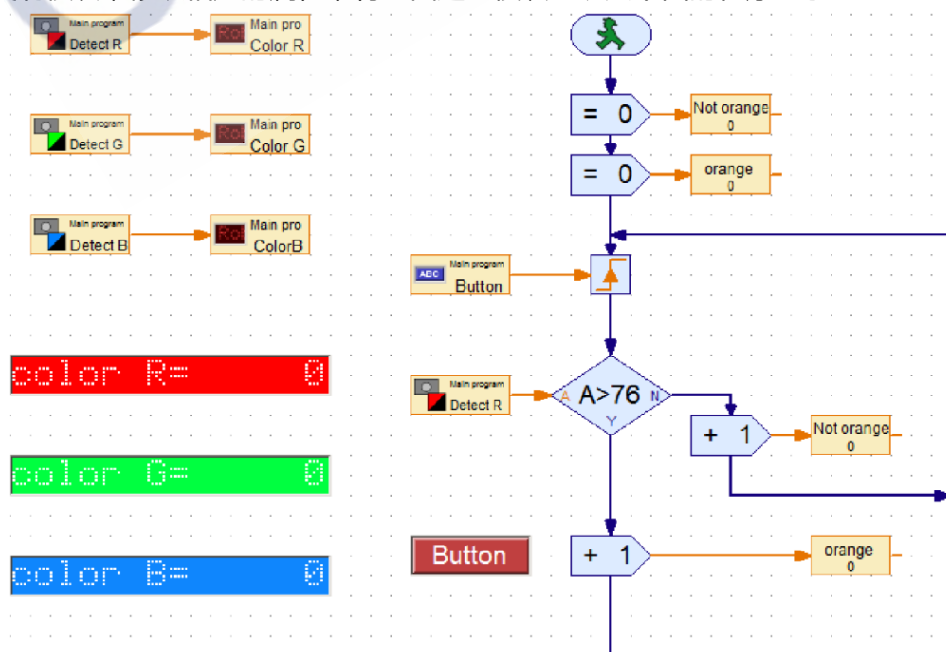 Main program
Detect R
Main pro
Color R
Main program
Detect G
Main pro
Color G
Main program
Detect B
Main pro
ColorB
color R= 0
color G= 0
color B= 0
Button
= 0
Not orange
0
= 0
orange
0
ABC
Main program
Button
Main program
Detect R
A
A>76
N
Y
+ 1
Not orange
0
+ 1
orange
0